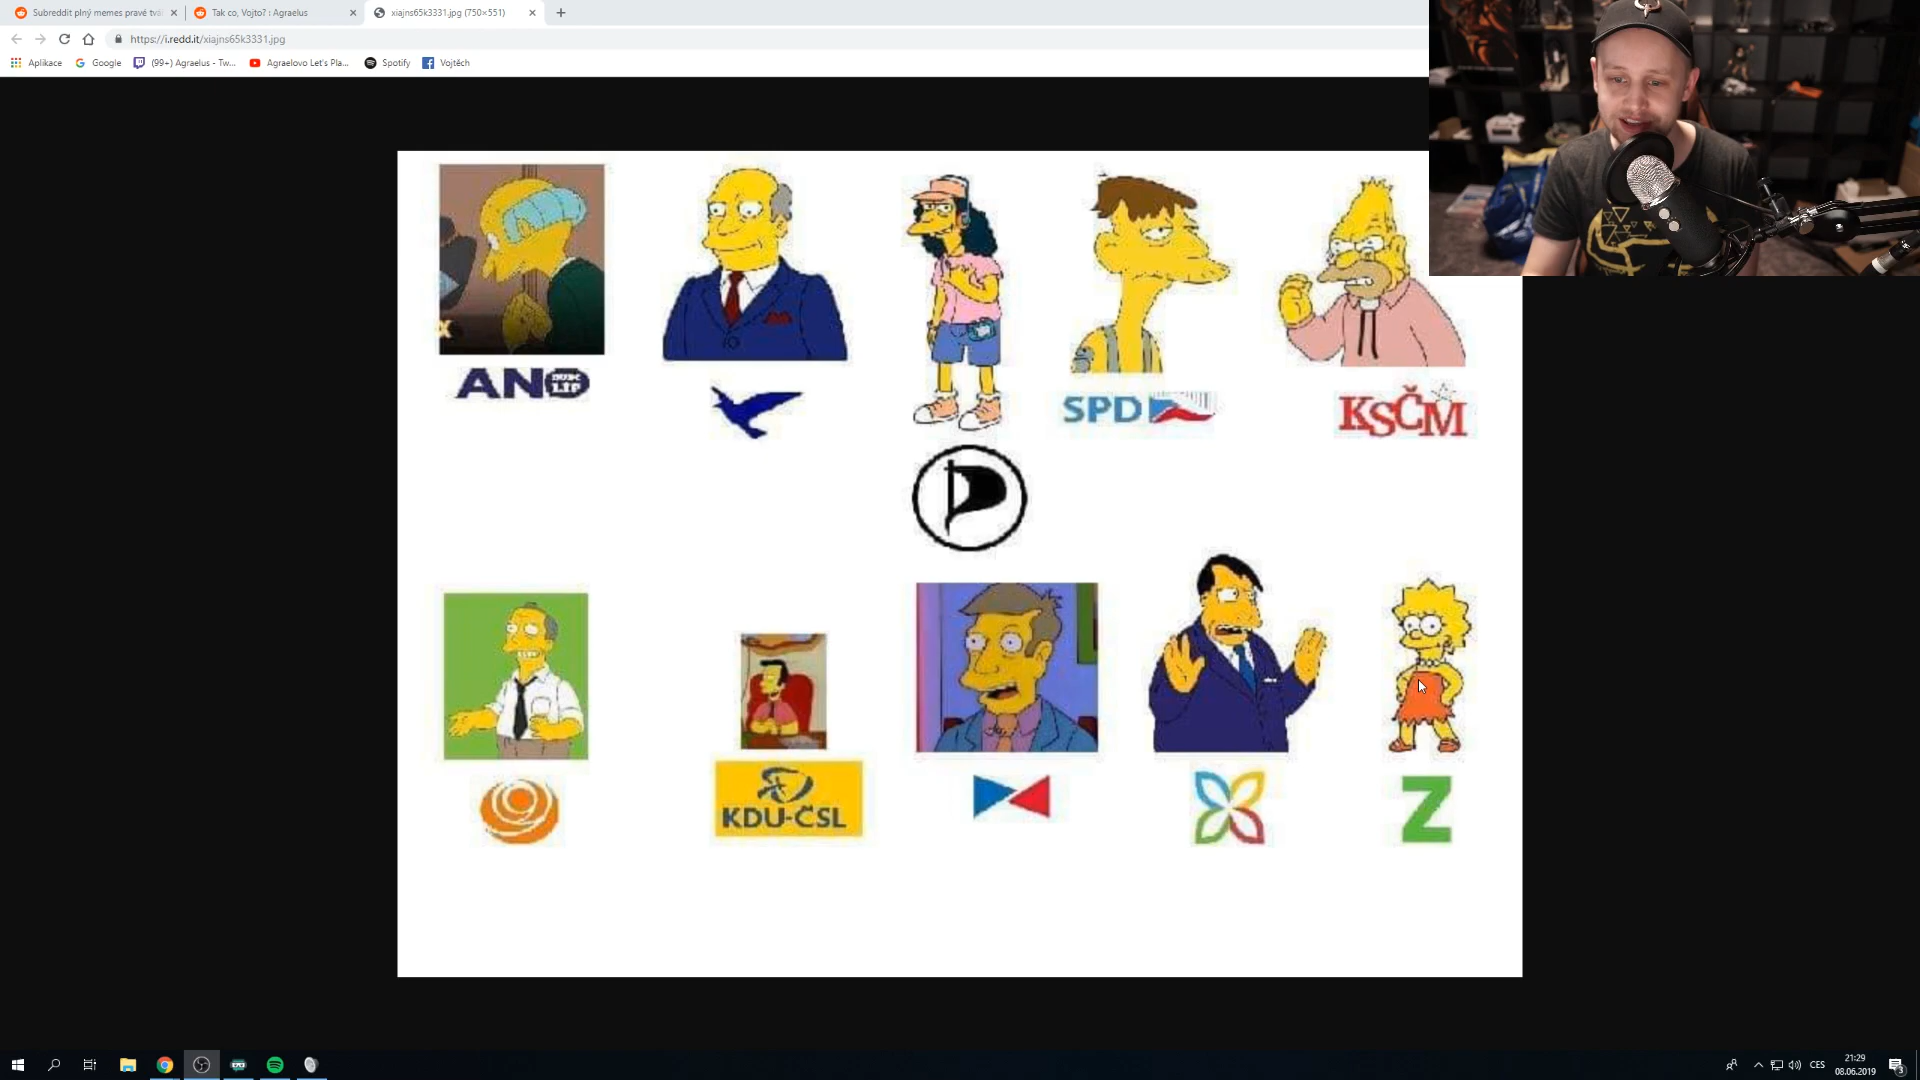 Subreddit plný memes pravé tvá
Tak co, Vojto? : Agraelus
xiajns65k3331.jpg (750×551)
https://i.redd.it/xiajns65k3331.jpg
Aplikace
Google
(99+) Agraelus - Tw...
Agraelovo Let's Pla...
Spotify
Vojtěch
ANO
SPD
KSČM
KDU-ČSL
Z
CES
21:29
08.06.2019
3